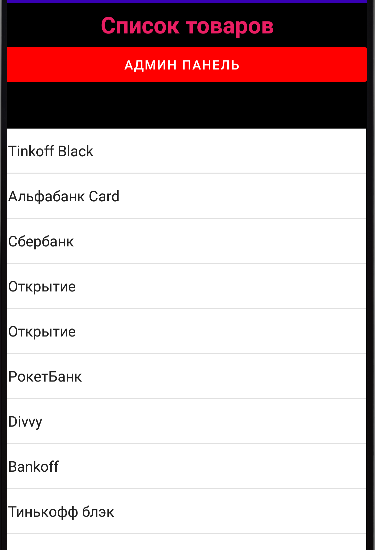 Список товаров
АДМИН ПАНЕЛЬ
Tinkoff Black
Альфабанк Card
Сбербанк
Открытие
Открытие
РокетБанк
Divvy
Bankoff
Тинькофф блэк